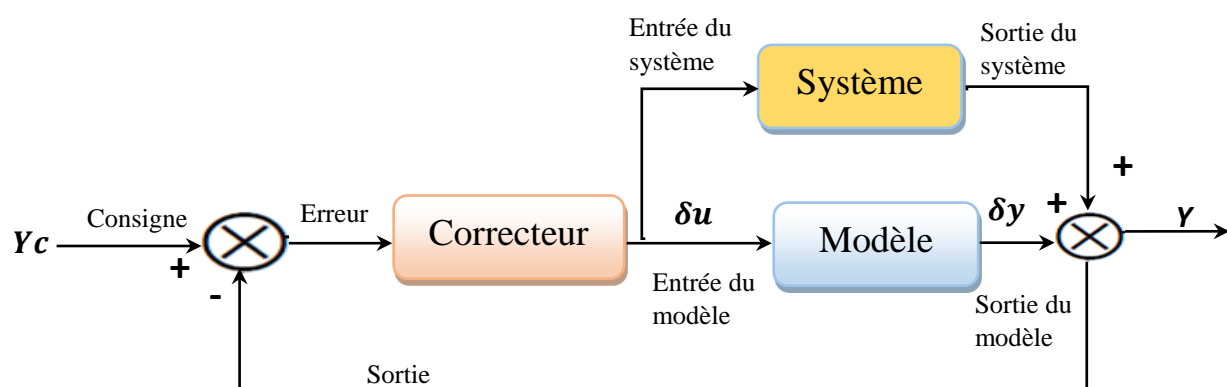 Entrée du
système
Système
Sortie du
système
+
Yc
Consigne
+
-
Erreur
Correcteur
δu
Entrée du
modèle
Modèle
δy
+
Sortie du
modèle
Y
Sortie